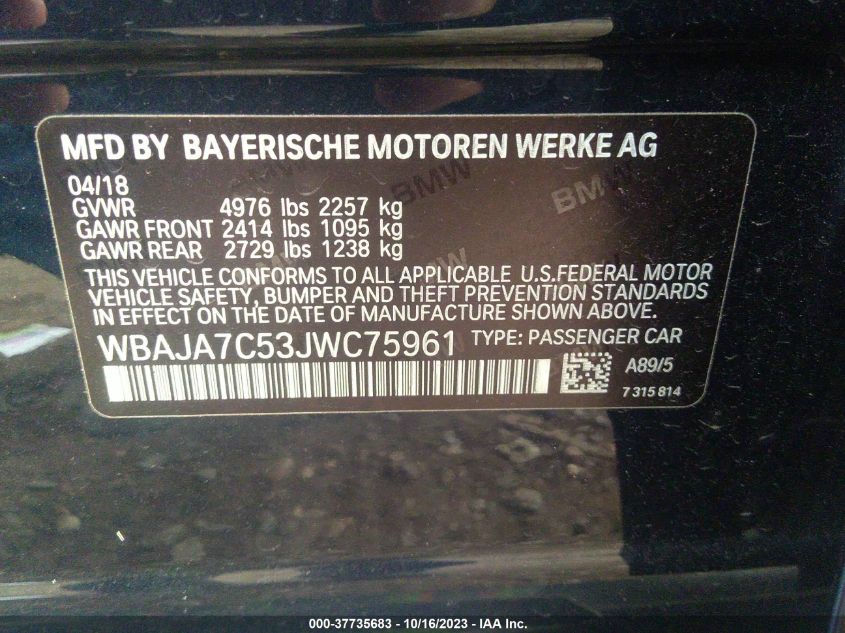 MFD BY BAYERISCHE MOTOREN WERKE AG
04/18
GVWR 4976 lbs 2257 kg
GAWR FRONT 2414 lbs 1095 kg
GAWR REAR 2729 lbs 1238 kg
THIS VEHICLE CONFORMS TO ALL APPLICABLE U.S.FEDERAL MOTOR
VEHICLE SAFETY, BUMPER AND THEFT PREVENTION STANDARDS
IN EFFECT ON THE DATE OF MANUFACTURE SHOWN ABOVE.
WBAJA7C53JWC75961 TYPE: PASSENGER CAR
A89/5
7 315 814
BMW
BMW
000-37735683 - 10/16/2023 - IAA Inc.